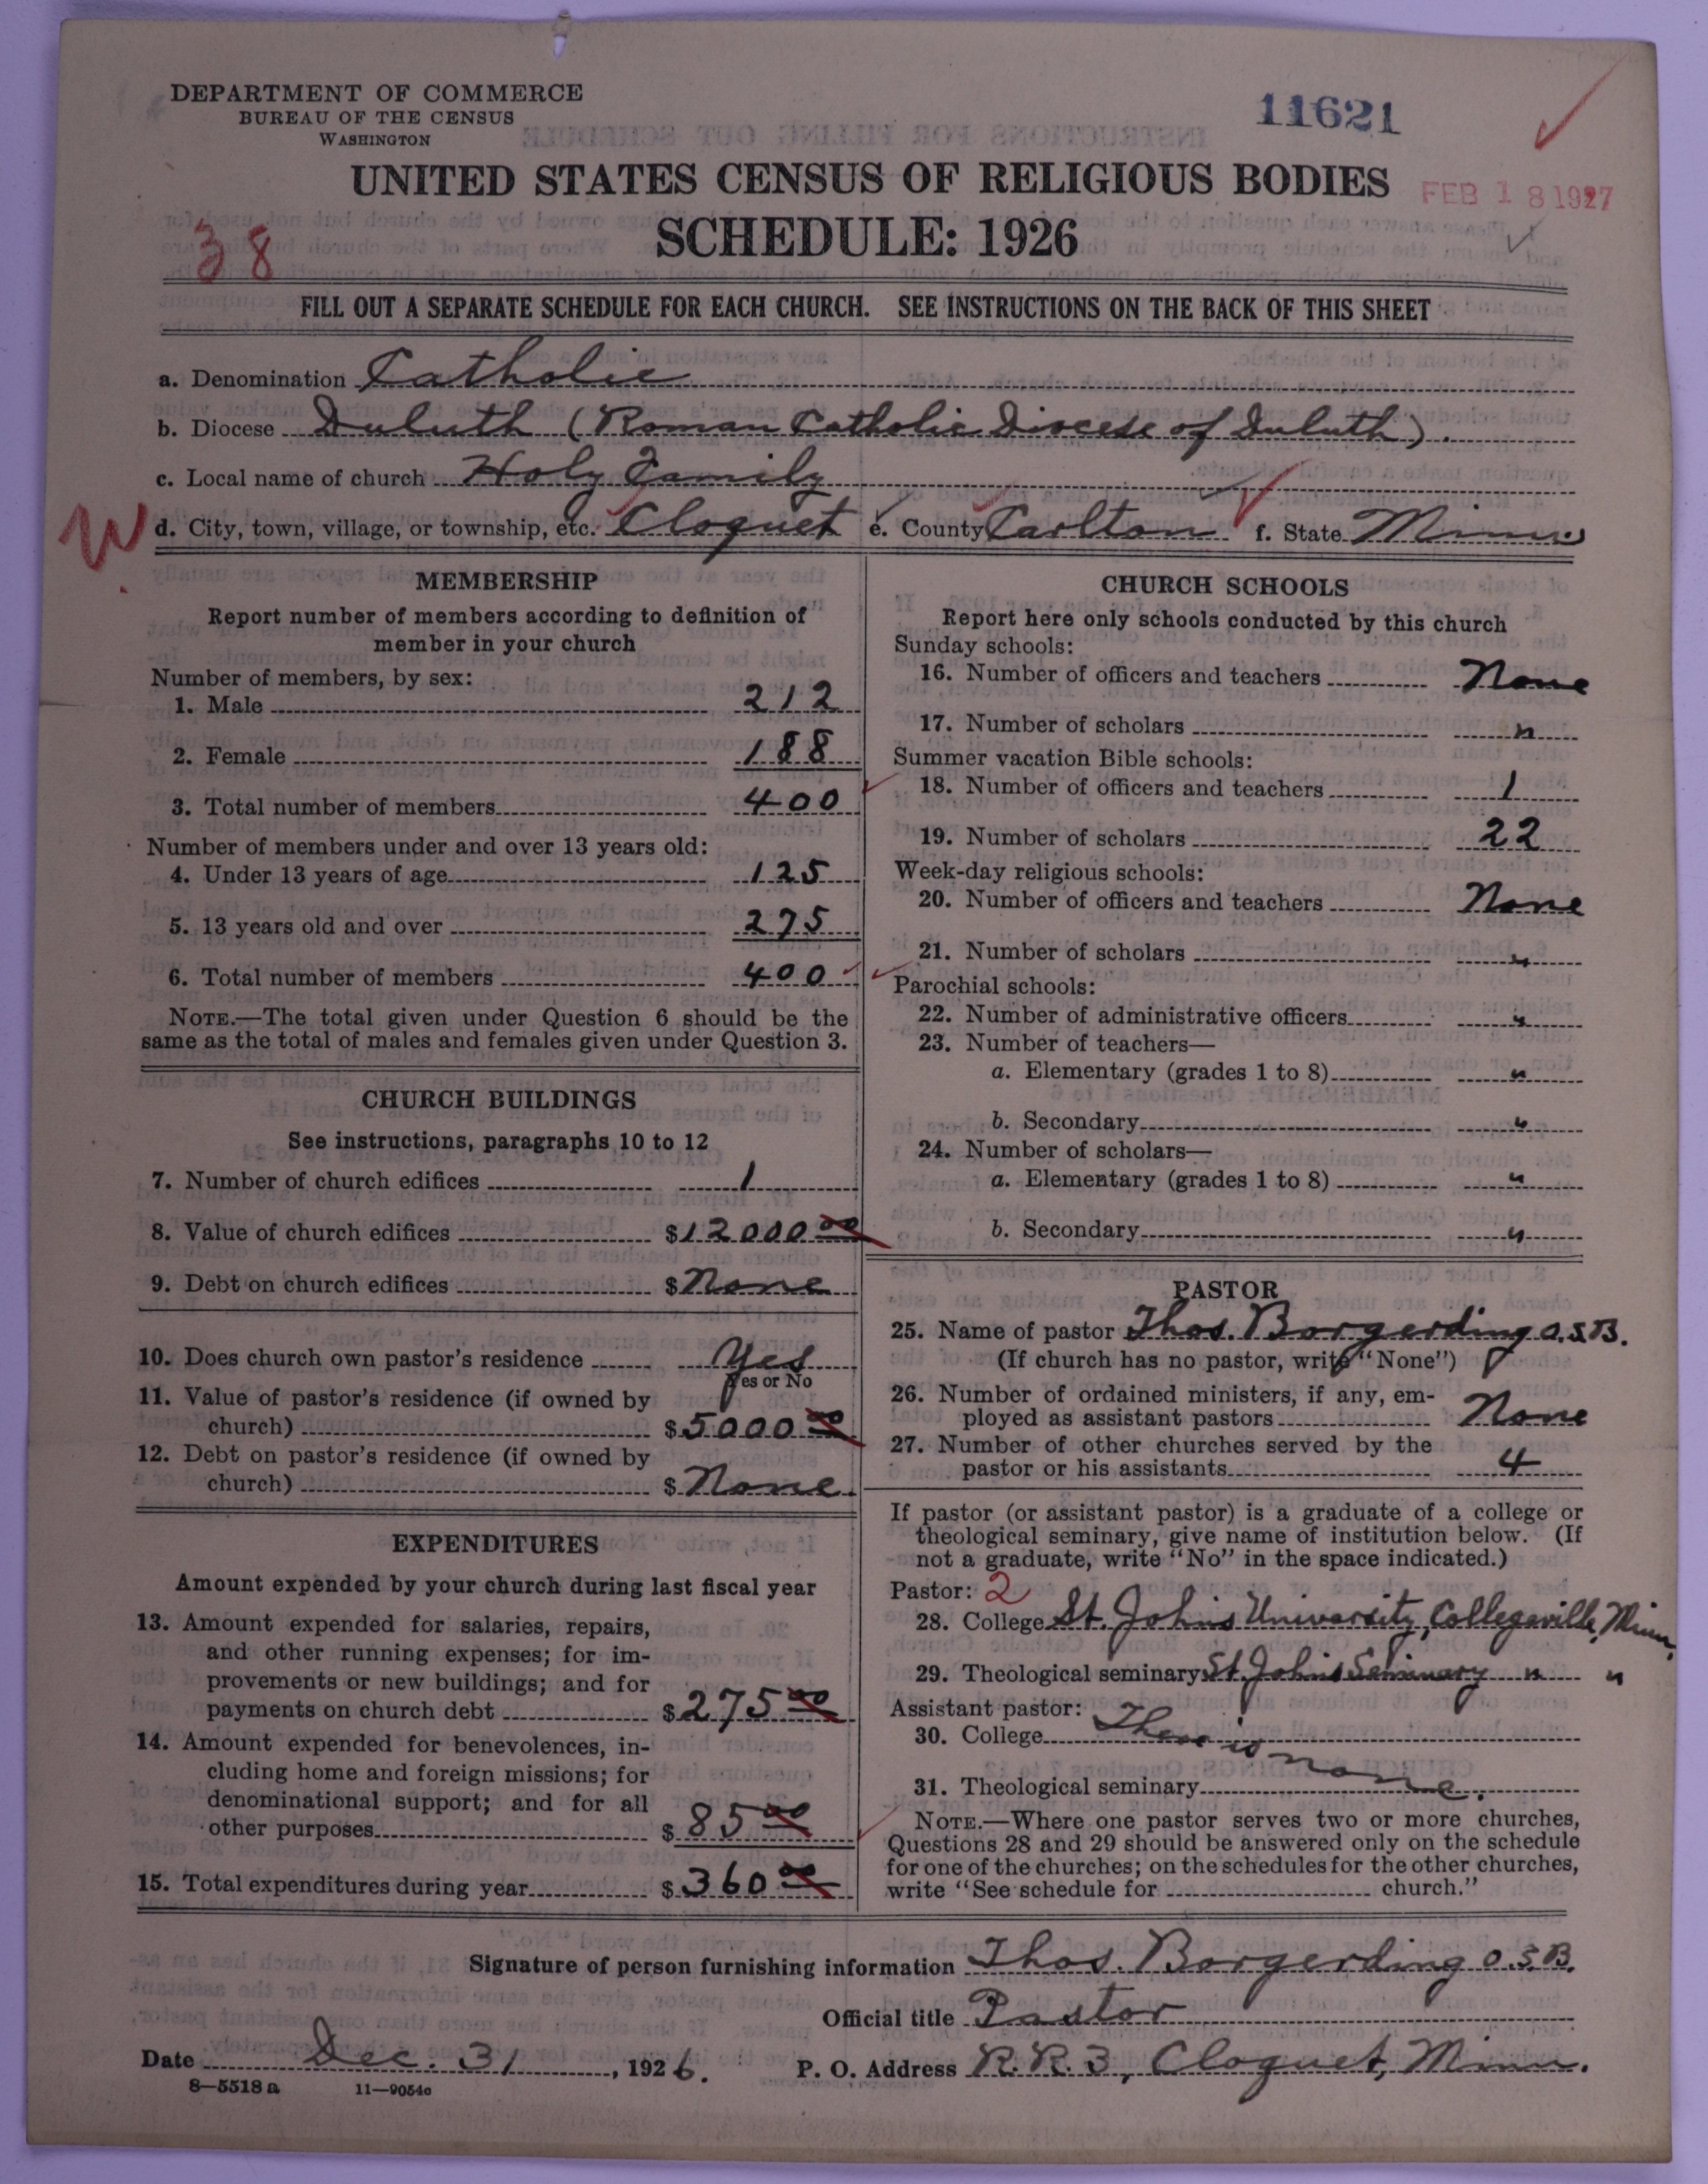 DEPARTMENT OF COMMERCE
BUREAU OF THE CENSUS
WASHINGTON
11621
UNITED STATES CENSUS OF RELIGIOUS BODIES
FEB 18 1927
SCHEDULE: 1926
38
FILL OUT A SEPARATE SCHEDULE FOR EACH CHURCH. SEE INSTRUCTIONS ON THE BACK OF THIS SHEET
a. Denomination Catholic
b. Diocese Duluth (Roman Catholic Diocese of Duluth).
c. Local name of church Holy Family
W d. City, town, village, or township, etc. Cloquet e. County Carlton f. State Minn.
MEMBERSHIP
Report number of members according to definition of
member in your church
Number of members, by sex:
1. Male 212
2. Female 188
3. Total number of members 400
Number of members under and over 13 years old:
4. Under 13 years of age 125
5. 13 years old and over 275
6. Total number of members 400
NOTE.—The total given under Question 6 should be the
same as the total of males and females given under Question 3.
CHURCH BUILDINGS
See instructions, paragraphs 10 to 12
7. Number of church edifices 1
8. Value of church edifices $12000 00
9. Debt on church edifices $None
10. Does church own pastor's residence Yes
Yes or No
11. Value of pastor's residence (if owned by
church) $5000 00
12. Debt on pastor's residence (if owned by
church) $None
EXPENDITURES
Amount expended by your church during last fiscal year
13. Amount expended for salaries, repairs,
and other running expenses; for im-
provements or new buildings; and for
payments on church debt $275 00
14. Amount expended for benevolences, in-
cluding home and foreign missions; for
denominational support; and for all
other purposes $85 00
15. Total expenditures during year $360 00
CHURCH SCHOOLS
Report here only schools conducted by this church
Sunday schools:
16. Number of officers and teachers None
17. Number of scholars "
Summer vacation Bible schools:
18. Number of officers and teachers 1
19. Number of scholars 22
Week-day religious schools:
20. Number of officers and teachers None
21. Number of scholars "
Parochial schools:
22. Number of administrative officers "
23. Number of teachers—
a. Elementary (grades 1 to 8) "
b. Secondary "
24. Number of scholars—
a. Elementary (grades 1 to 8) "
b. Secondary "
PASTOR
25. Name of pastor Thos. Borgerding O.S.B.
(If church has no pastor, write "None")
26. Number of ordained ministers, if any, em-
ployed as assistant pastors None
27. Number of other churches served by the
pastor or his assistants 4
If pastor (or assistant pastor) is a graduate of a college or
theological seminary, give name of institution below. (If
not a graduate, write "No" in the space indicated.)
Pastor: 2
28. College St. Johns University, Collegeville, Minn.
29. Theological seminary St. Johns Seminary " "
Assistant pastor:
30. College There is
31. Theological seminary none.
NOTE.—Where one pastor serves two or more churches,
Questions 28 and 29 should be answered only on the schedule
for one of the churches; on the schedules for the other churches,
write "See schedule for church."
Signature of person furnishing information Thos. Borgerding O.S.B.
Official title Pastor
Date Dec. 31, 1926. P. O. Address R.R. 3, Cloquet, Minn.
8—5518 a 11—9054c